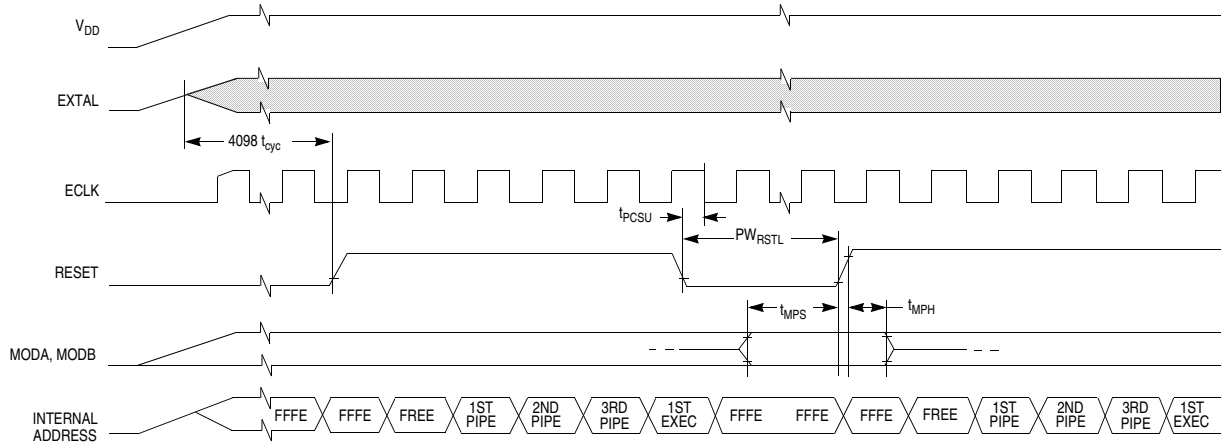 VDD
EXTAL
4098 tcyc
ECLK
tPCSU
PWRSTL
RESET
tMPS
tMPH
MODA, MODB
INTERNAL
ADDRESS
FFFE
FFFE
FREE
1ST
PIPE
2ND
PIPE
3RD
PIPE
1ST
EXEC
FFFE
FFFE
FFFE
FREE
1ST
PIPE
2ND
PIPE
3RD
PIPE
1ST
EXEC